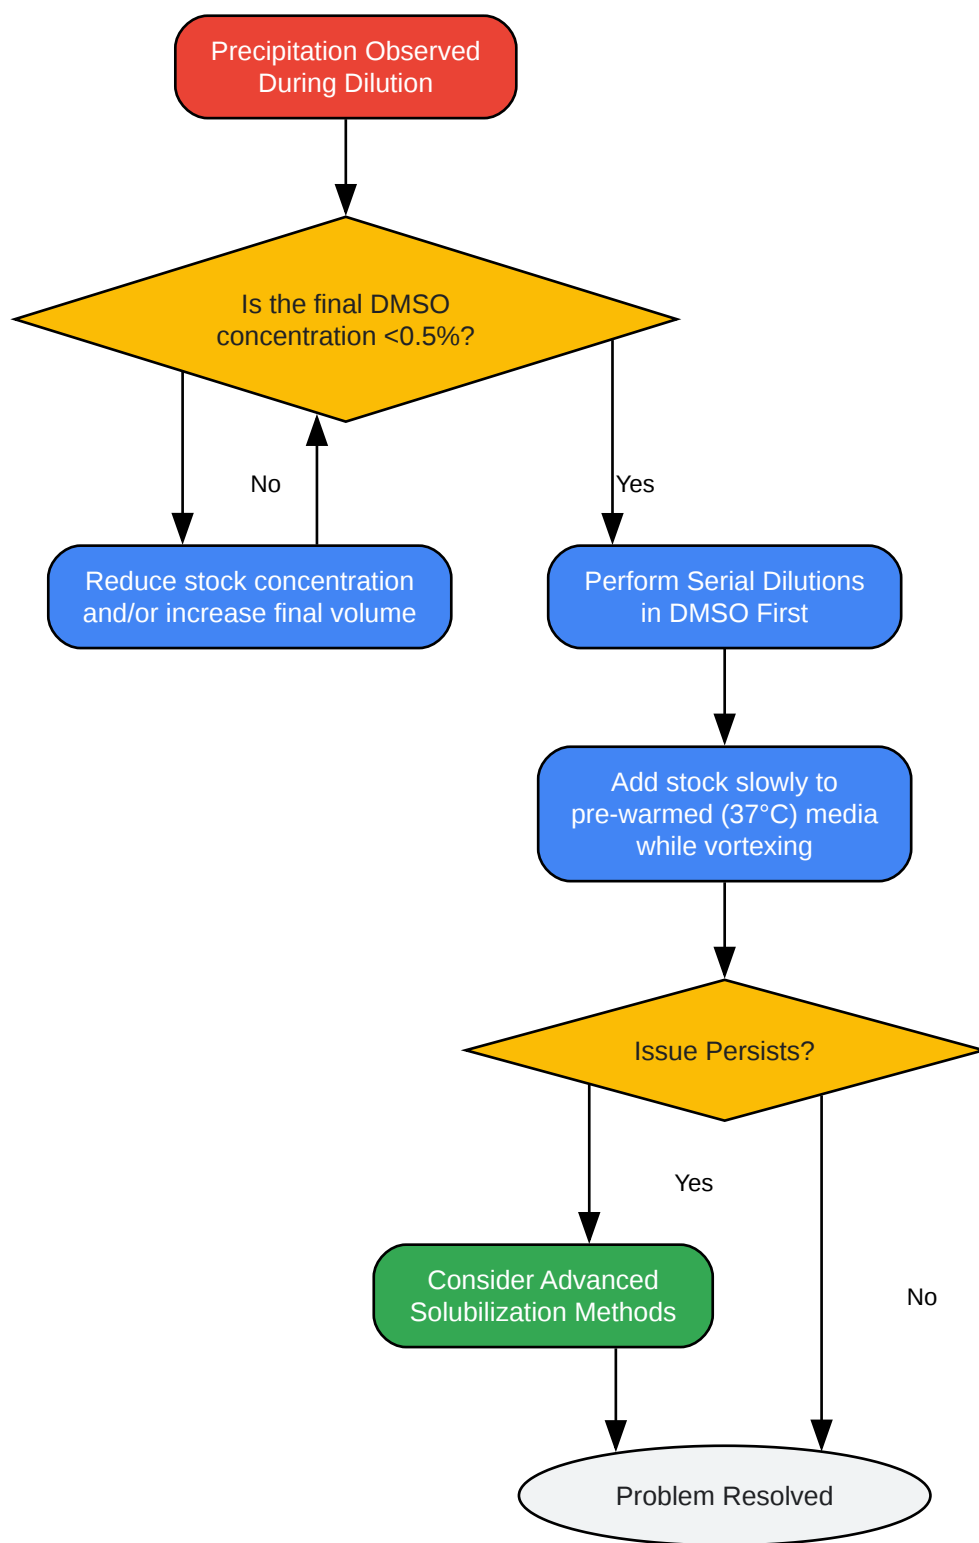 Precipitation Observed
During Dilution
Is the final DMSO
concentration <0.5%?
No
Yes
Reduce stock concentration
and/or increase final volume
Perform Serial Dilutions
in DMSO First
Add stock slowly to
pre-warmed (37°C) media
while vortexing
Issue Persists?
Yes
Consider Advanced
Solubilization Methods
No
Problem Resolved